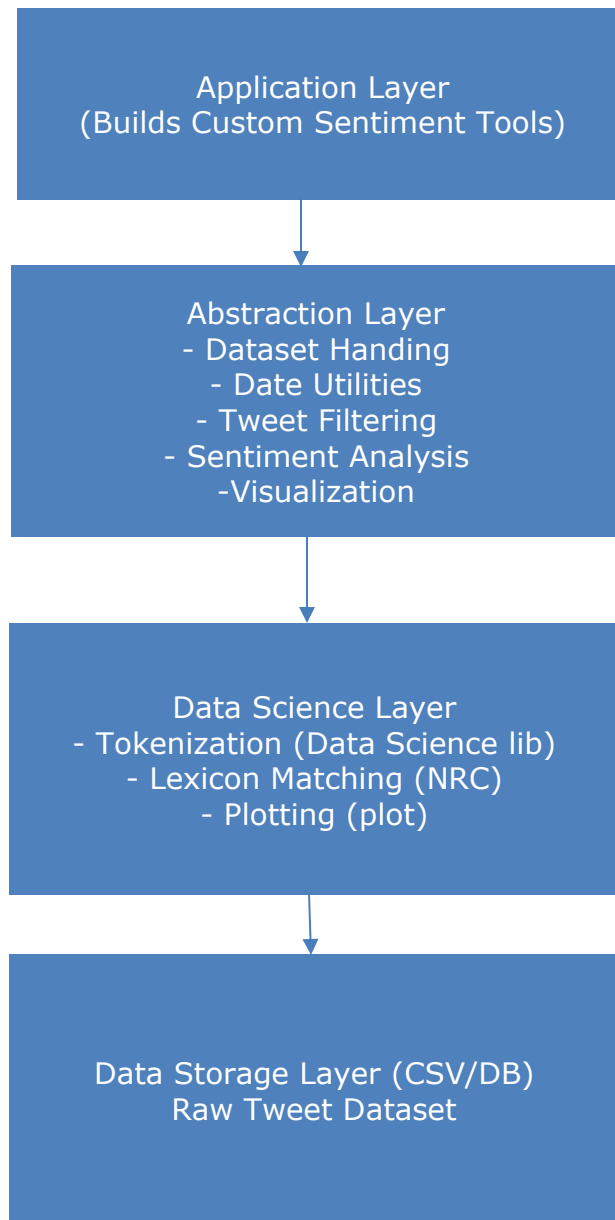 Application Layer
(Builds Custom Sentiment Tools)
Abstraction Layer
- Dataset Handing
- Date Utilities
- Tweet Filtering
- Sentiment Analysis
-Visualization
Data Science Layer
- Tokenization (Data Science lib)
- Lexicon Matching (NRC)
- Plotting (plot)
Data Storage Layer (CSV/DB)
Raw Tweet Dataset